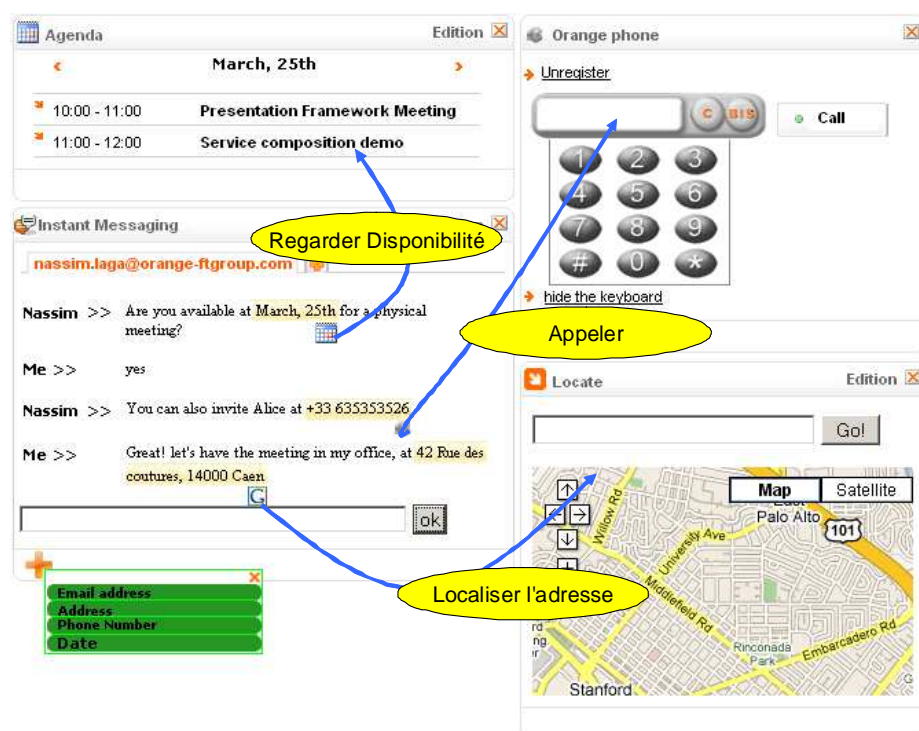 Agenda
Edition
March, 25th
10:00 - 11:00 Presentation Framework Meeting
11:00 - 12:00 Service composition demo
Instant Messaging
Regarder Disponibilité
nassim.laga@orange-ftgroup.com
Nassim >> Are you available at March, 25th for a physical
meeting?
Me >> yes
Nassim >> You can also invite Alice at +33 635353526
Me >> Great! let's have the meeting in my office, at 42 Rue des
coutures, 14000 Caen
G
ok
Email address
Address
Phone Number
Date
Orange phone
Unregister
C BIS
Call
1 2 3
4 5 6
7 8 9
# 0 *
hide the keyboard
Appeler
Locate
Edition
Go!
Map Satellite
East
Palo Alto
101
Willow Rd
University Ave
Middlefield Rd
Embarcadero Rd
Rinconada
Park
Stanford
Localiser l'adresse